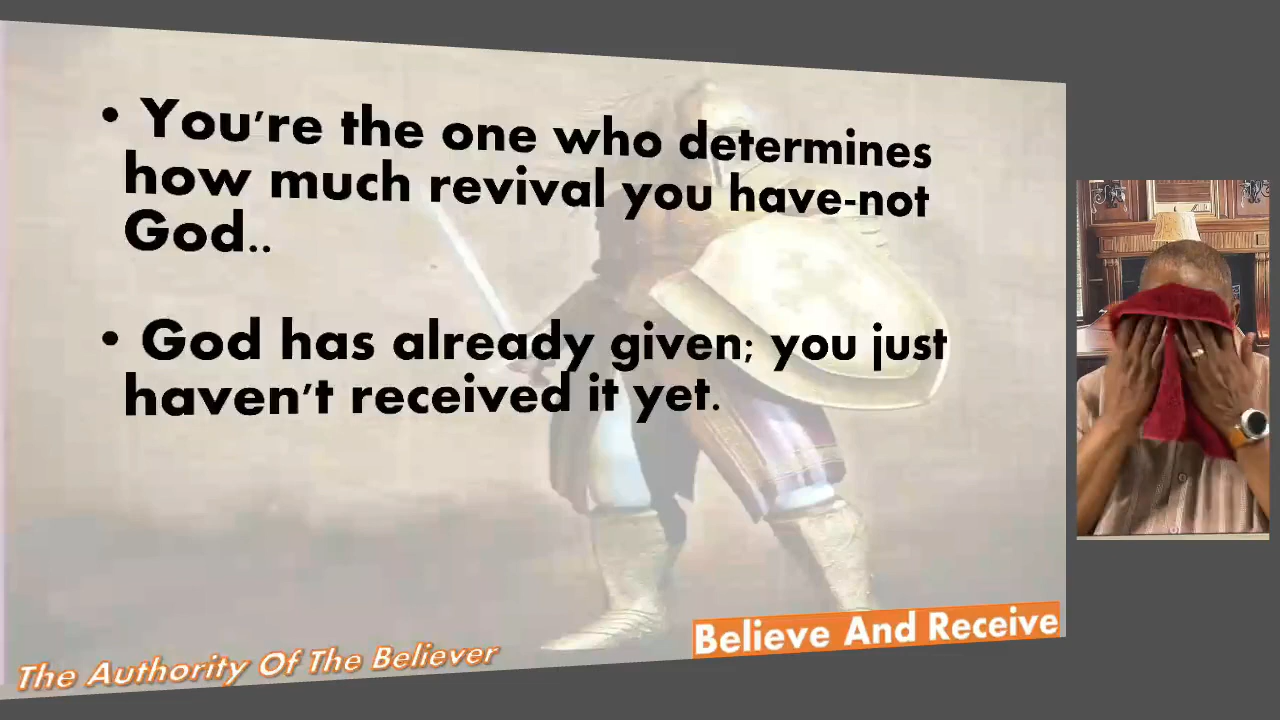 • You're the one who determines
how much revival you have-not
God..
• God has already given; you just
haven't received it yet.
The Authority Of The Believer
Believe And Receive